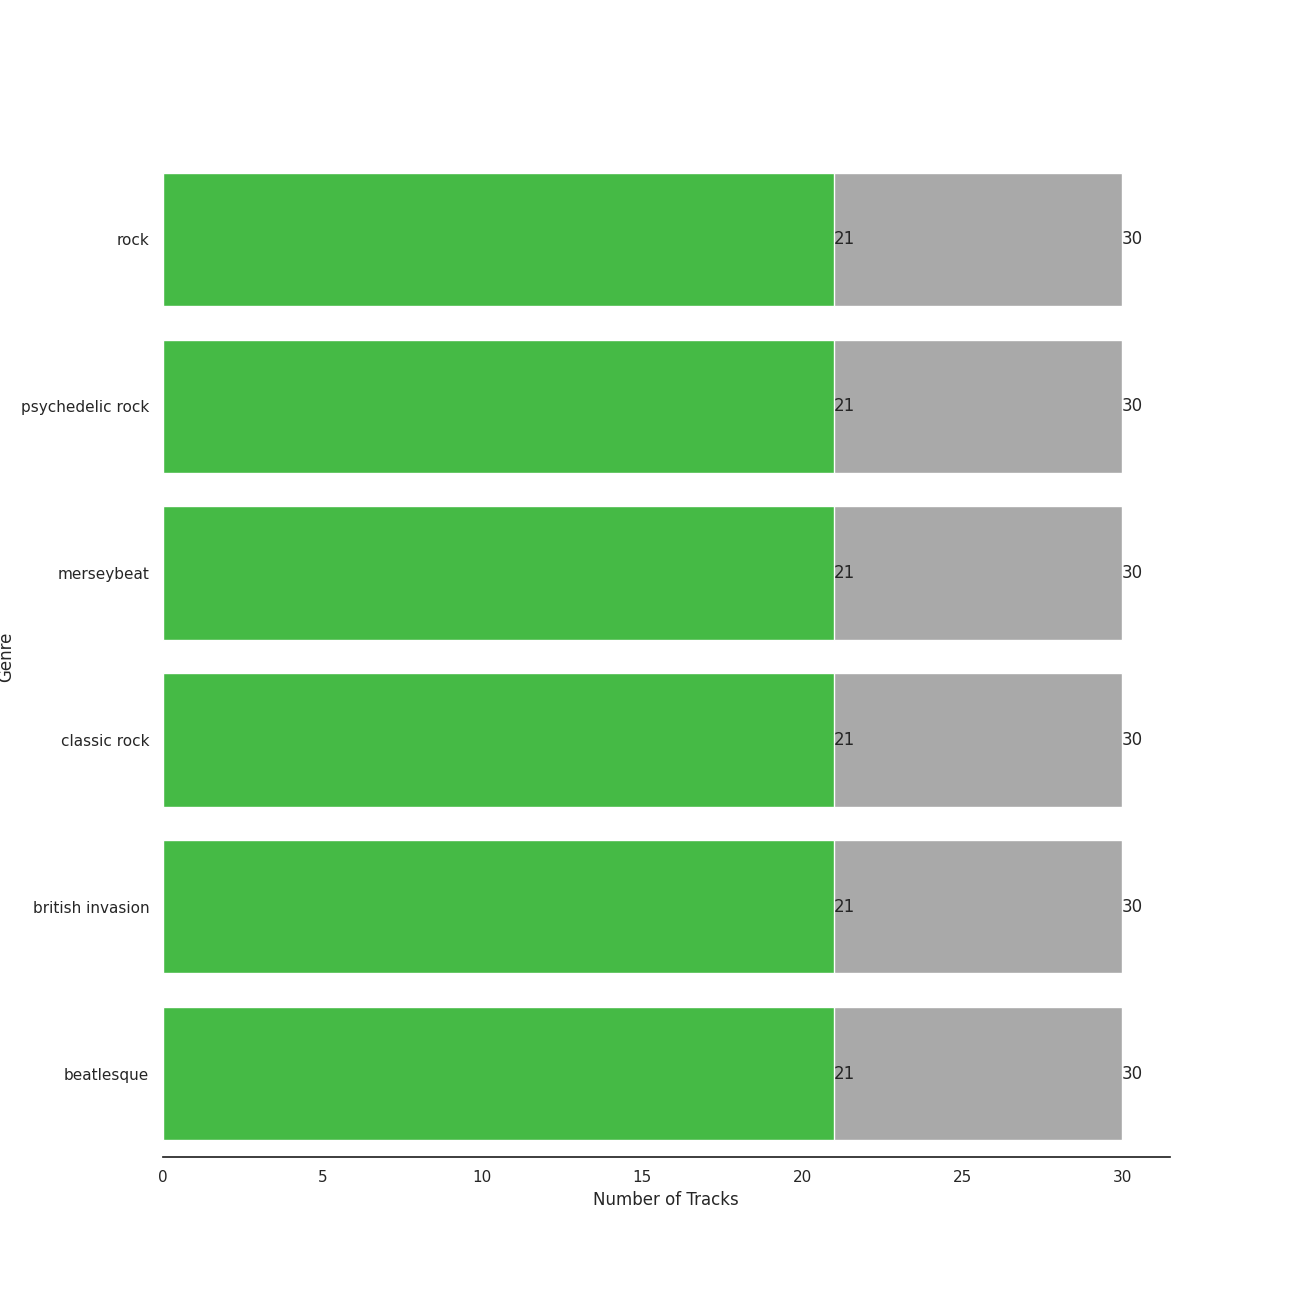 rock 21 30
psychedelic rock 21 30
merseybeat 21 30
Genre
classic rock 21 30
british invasion 21 30
beatlesque 21 30
0 5 10 15 20 25 30
Number of Tracks